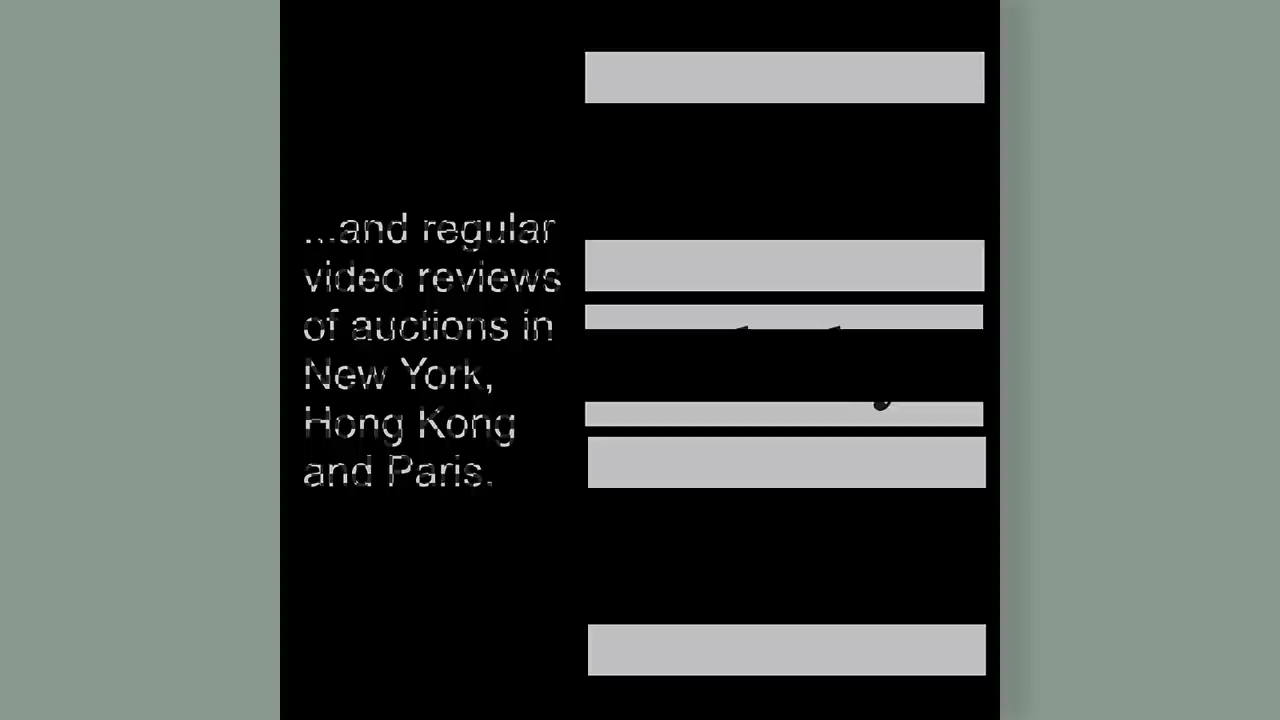 ...and regular
video reviews
of auctions in
New York,
Hong Kong
and Paris.